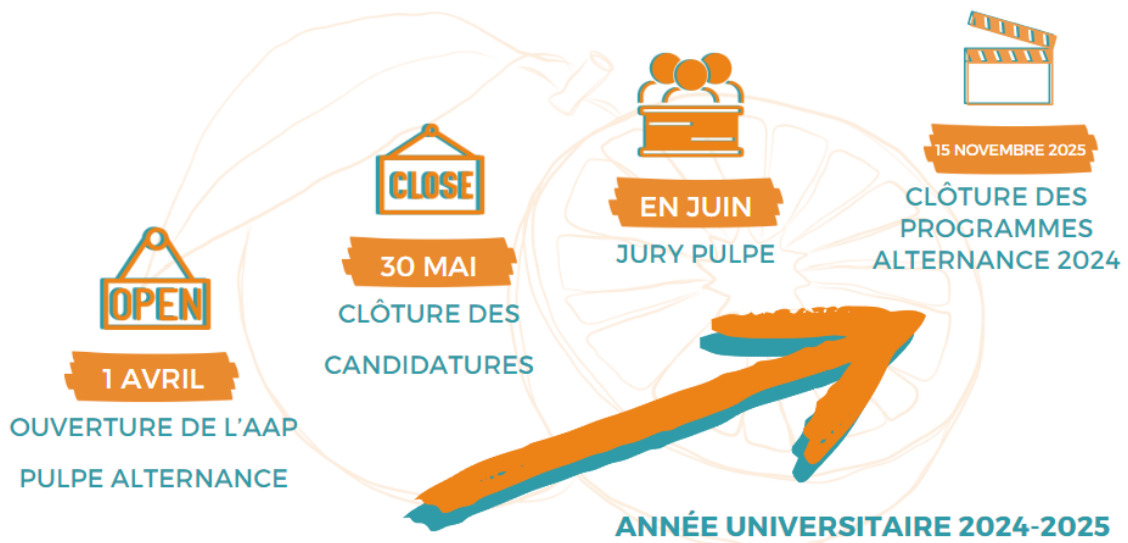 OPEN
1 AVRIL
OUVERTURE DE L'AAP
PULPE ALTERNANCE
CLOSE
30 MAI
CLÔTURE DES
CANDIDATURES
EN JUIN
JURY PULPE
15 NOVEMBRE 2025
CLÔTURE DES
PROGRAMMES
ALTERNANCE 2024
ANNÉE UNIVERSITAIRE 2024-2025